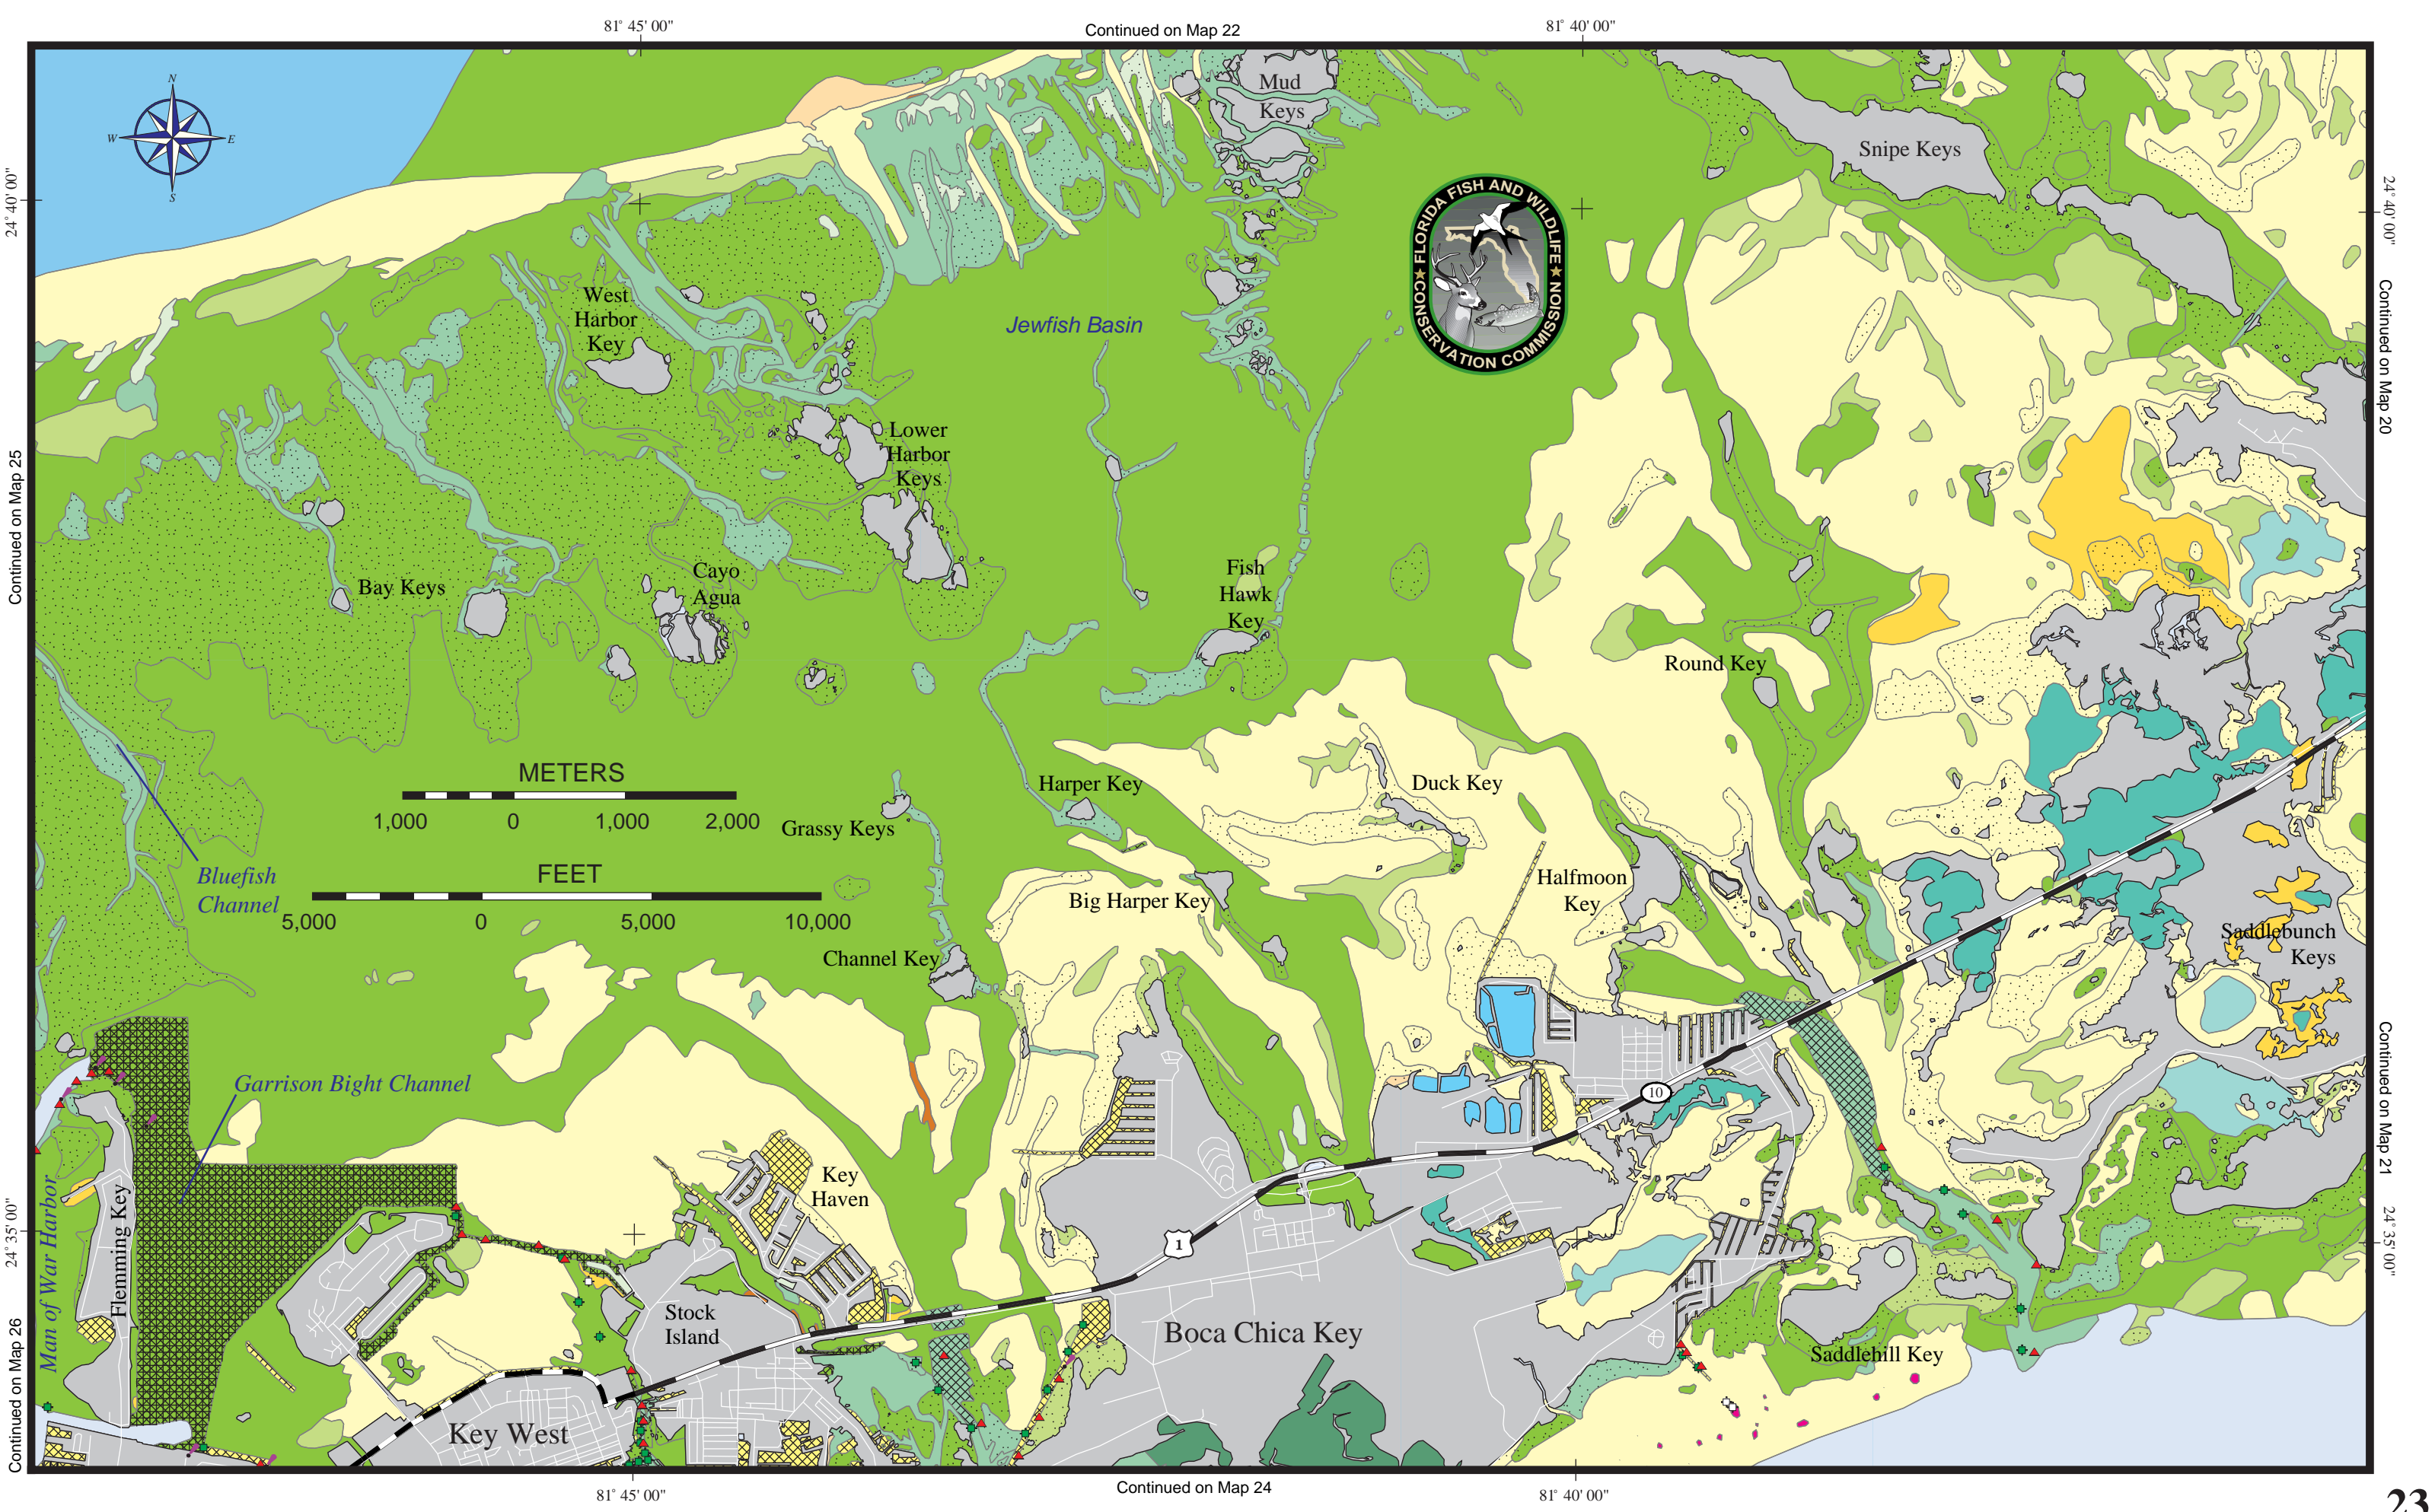 81° 45' 00"
Continued on Map 22
81° 40' 00"
N
W
E
S
24° 40' 00"
24° 40' 00"
Mud
Keys
Snipe Keys
FLORIDA FISH AND WILDLIFE
CONSERVATION COMMISSION
West
Harbor
Key
Jewfish Basin
Continued on Map 20
Lower
Harbor
Keys
Continued on Map 25
Cayo
Agua
Bay Keys
Fish
Hawk
Key
Round Key
METERS
1,000 0 1,000 2,000
Harper Key
Duck Key
Grassy Keys
FEET
5,000 0 5,000 10,000
Bluefish
Channel
Halfmoon
Key
Big Harper Key
Saddlebunch
Keys
Channel Key
Garrison Bight Channel
10
Continued on Map 21
Key
Haven
Flemming Key
Man of War Harbor
24° 35' 00"
24° 35' 00"
1
Stock
Island
Boca Chica Key
Saddlehill Key
Continued on Map 26
Key West
81° 45' 00"
Continued on Map 24
81° 40' 00"
23